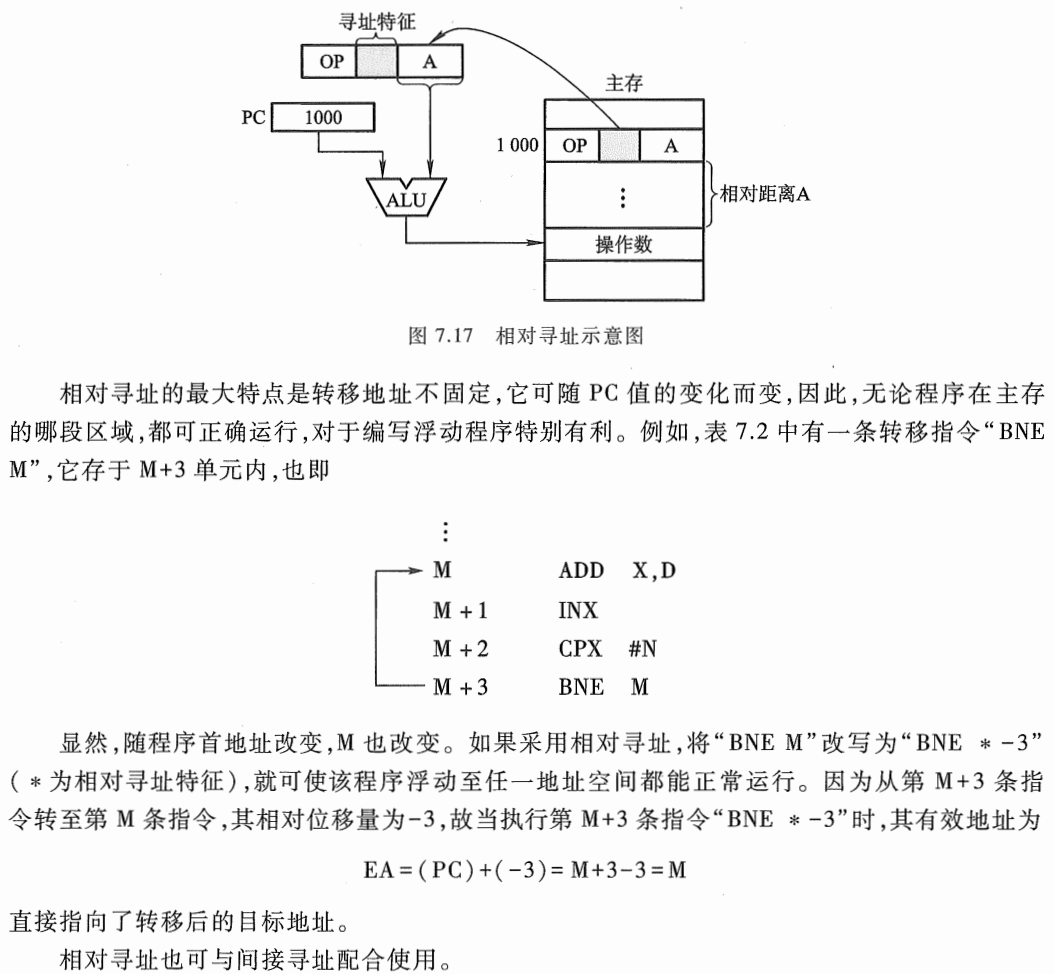 寻址特征
OP A
主存
PC 1000
1 000 OP A
ALU
⋮
相对距离A
操作数
图 7.17 相对寻址示意图
相对寻址的最大特点是转移地址不固定,它可随 PC 值的变化而变,因此,无论程序在主存
的哪段区域,都可正确运行,对于编写浮动程序特别有利。例如,表 7.2 中有一条转移指令“BNE
M”,它存于 M+3 单元内,也即
⋮
M ADD X,D
M + 1 INX
M + 2 CPX #N
M + 3 BNE M
显然,随程序首地址改变,M 也改变。如果采用相对寻址,将“BNE M”改写为“BNE * -3”
( * 为相对寻址特征),就可使该程序浮动至任一地址空间都能正常运行。因为从第 M+3 条指
令转至第 M 条指令,其相对位移量为-3,故当执行第 M+3 条指令“BNE * -3”时,其有效地址为
EA = ( PC) + ( -3) = M+3-3 = M
直接指向了转移后的目标地址。
相对寻址也可与间接寻址配合使用。